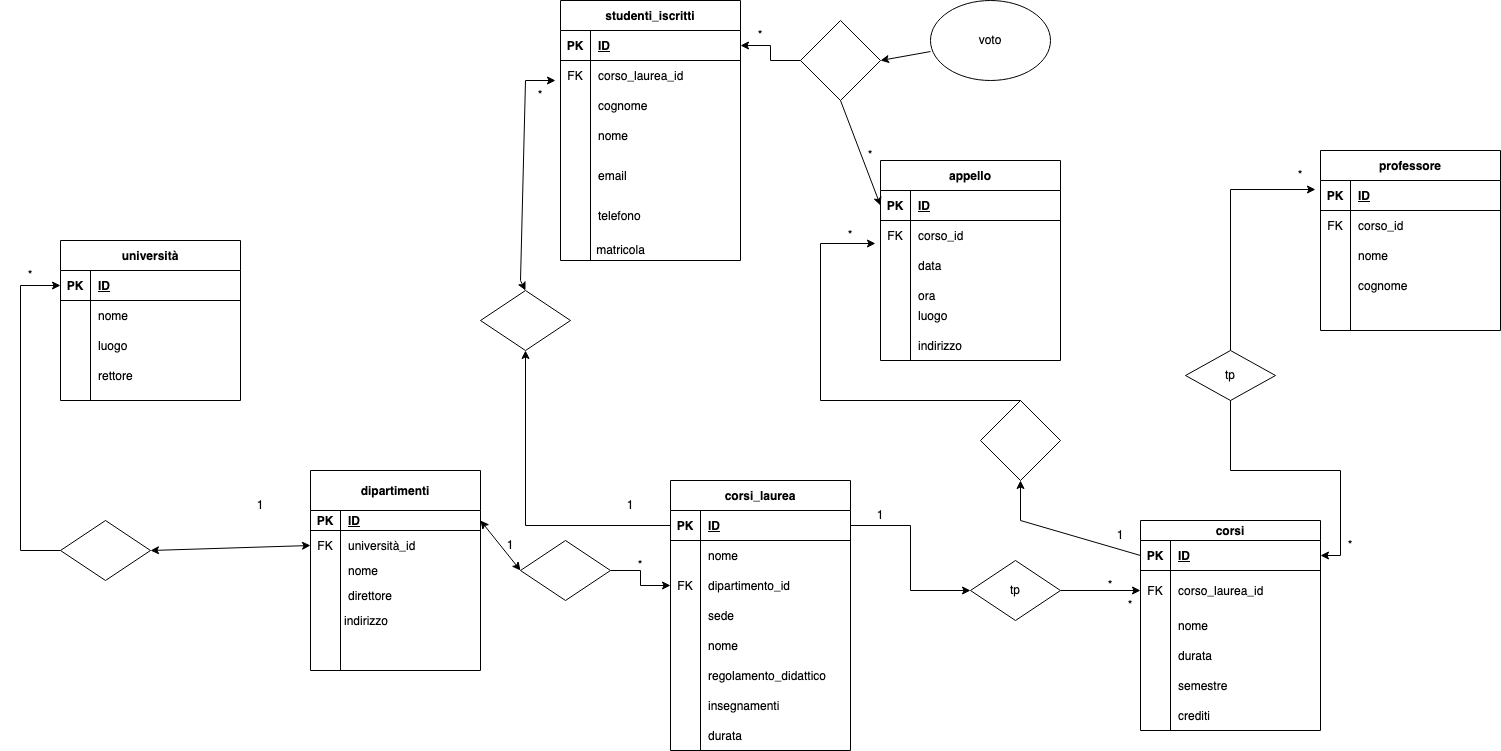 studenti_iscritti
PK ID
FK corso_laurea_id
cognome
nome
email
telefono
matricola
*
*
voto
*
appello
PK ID
FK corso_id
data
ora
luogo
indirizzo
*
professore
PK ID
FK corso_id
nome
cognome
*
tp
*
università
PK ID
nome
luogo
rettore
*
1
dipartimenti
PK ID
FK università_id
nome
direttore
indirizzo
1
*
1
corsi_laurea
PK ID
nome
FK dipartimento_id
sede
nome
regolamento_didattico
insegnamenti
durata
1
tp
*
*
1
corsi
PK ID
FK corso_laurea_id
nome
durata
semestre
crediti